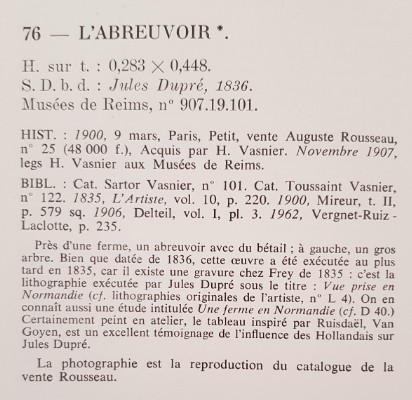 76 — L'ABREUVOIR *.
H. sur t. : 0,283 × 0,448.
S. D. b. d. : Jules Dupré, 1836.
Musées de Reims, n° 907.19.101.
HIST. : 1900, 9 mars, Paris, Petit, vente Auguste Rousseau,
n° 25 (48 000 f.), Acquis par H. Vasnier. Novembre 1907,
legs H. Vasnier aux Musées de Reims.
BIBL. : Cat. Sartor Vasnier, n° 101. Cat. Toussaint Vasnier,
n° 122. 1835, L'Artiste, vol. 10, p. 220. 1900, Mireur, t. II,
p. 579 sq. 1906, Delteil, vol. I, pl. 3. 1962, Vergnet-Ruiz -
Laclotte, p. 235.
Près d'une ferme, un abreuvoir avec du bétail ; à gauche, un gros
arbre. Bien que datée de 1836, cette œuvre a été exécutée au plus
tard en 1835, car il existe une gravure chez Frey de 1835 : c'est la
lithographie exécutée par Jules Dupré sous le titre : Vue prise en
Normandie (cf. lithographies originales de l'artiste, n° L 4). On en
connaît aussi une étude intitulée Une ferme en Normandie (cf. D 40.)
Certainement peint en atelier, le tableau inspiré par Ruisdaël, Van
Goyen, est un excellent témoignage de l'influence des Hollandais sur
Jules Dupré.
La photographie est la reproduction du catalogue de la
vente Rousseau.